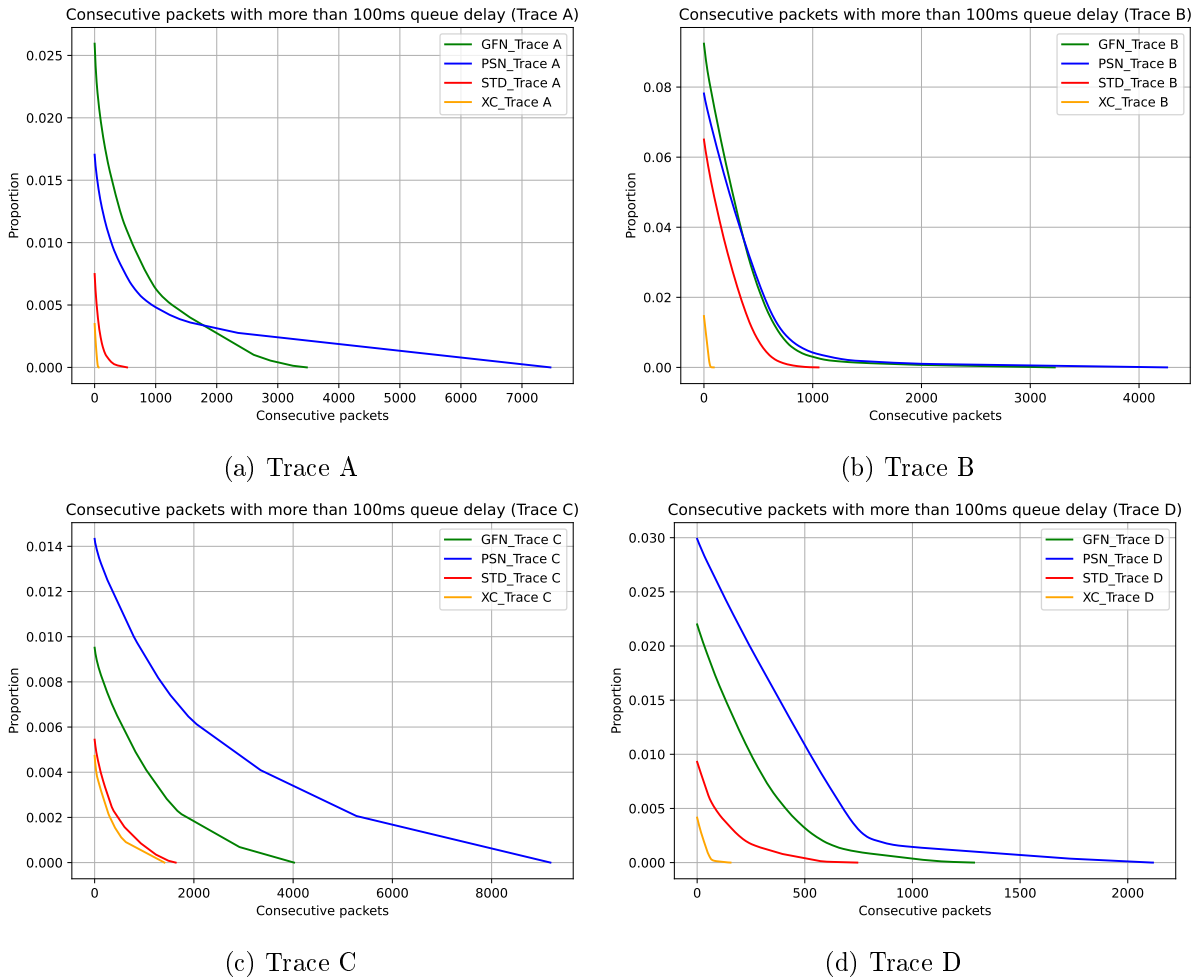 Consecutive packets with more than 100ms queue delay (Trace A)
Proportion
0.025
0.020
0.015
0.010
0.005
0.000
GFN_Trace A
PSN_Trace A
STD_Trace A
XC_Trace A
0 1000 2000 3000 4000 5000 6000 7000
Consecutive packets
(a) Trace A
Consecutive packets with more than 100ms queue delay (Trace B)
Proportion
0.08
0.06
0.04
0.02
0.00
GFN_Trace B
PSN_Trace B
STD_Trace B
XC_Trace B
0 1000 2000 3000 4000
Consecutive packets
(b) Trace B
Consecutive packets with more than 100ms queue delay (Trace C)
Proportion
0.014
0.012
0.010
0.008
0.006
0.004
0.002
0.000
GFN_Trace C
PSN_Trace C
STD_Trace C
XC_Trace C
0 2000 4000 6000 8000
Consecutive packets
(c) Trace C
Consecutive packets with more than 100ms queue delay (Trace D)
Proportion
0.030
0.025
0.020
0.015
0.010
0.005
0.000
GFN_Trace D
PSN_Trace D
STD_Trace D
XC_Trace D
0 500 1000 1500 2000
Consecutive packets
(d) Trace D